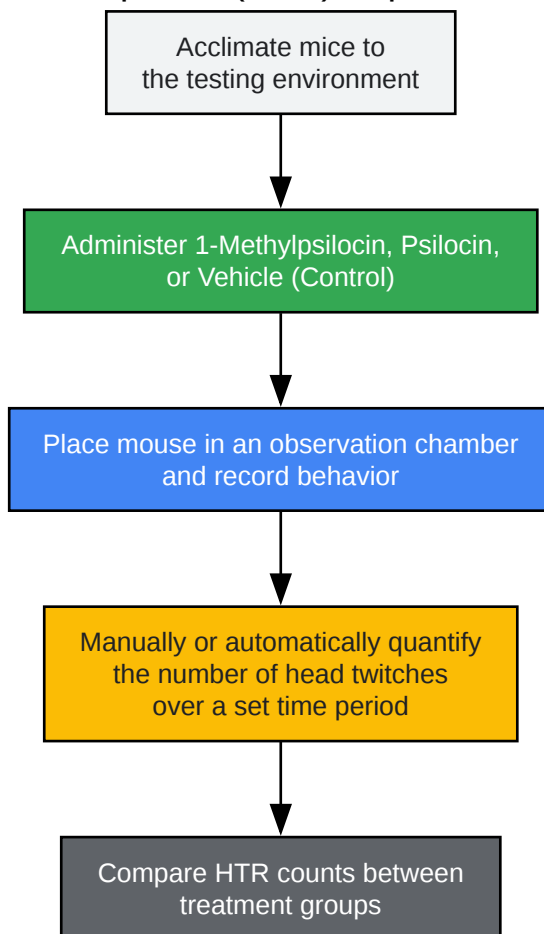 Acclimate mice to
the testing environment
Administer 1-Methylpsilocin, Psilocin,
or Vehicle (Control)
Place mouse in an observation chamber
and record behavior
Manually or automatically quantify
the number of head twitches
over a set time period
Compare HTR counts between
treatment groups